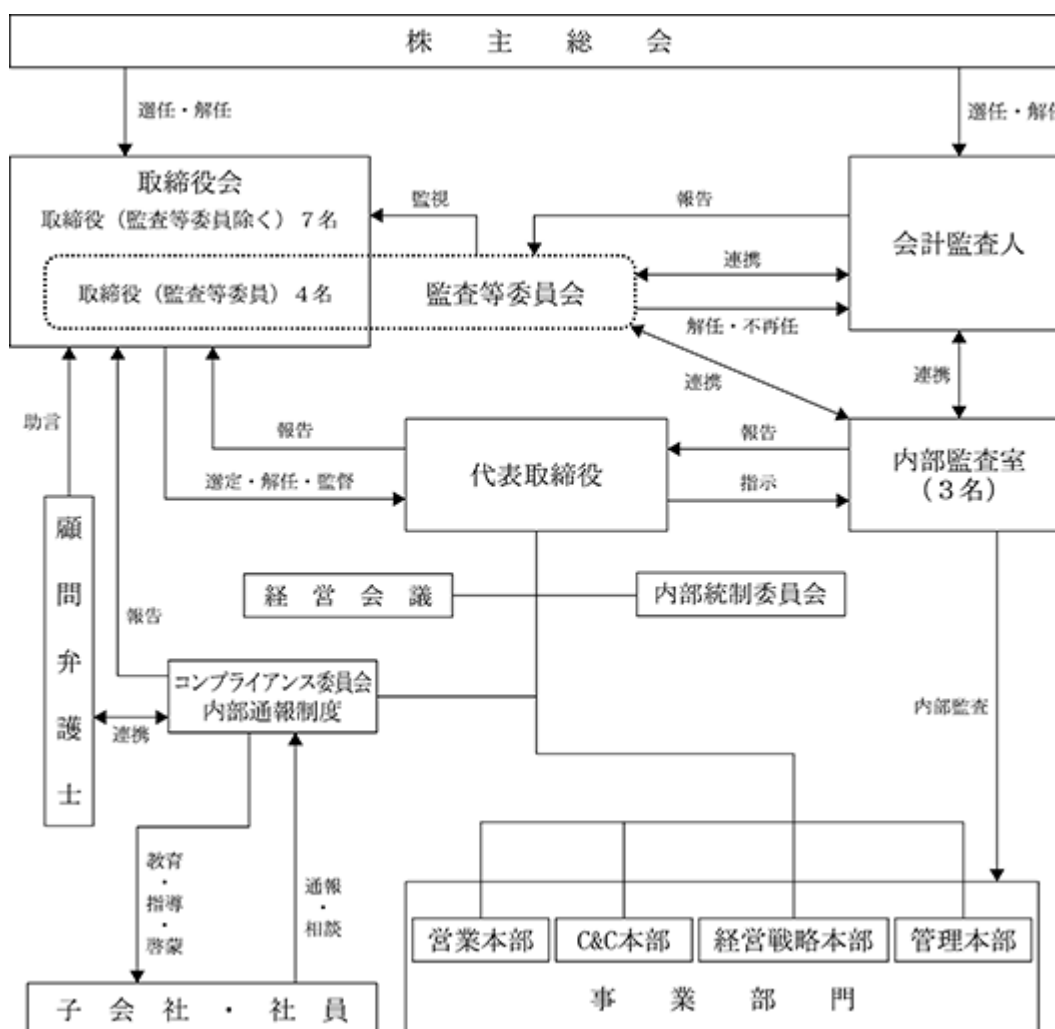 株主総会
選任・解任
選任・解任
取締役会
取締役（監査等委員除く）７名
取締役（監査等委員）４名
監査等委員会
監視
報告
連携
解任・不再任
会計監査人
連携
連携
助言
報告
選定・解任・監督
代表取締役
報告
指示
内部監査室
（３名）
顧問弁護士
経営会議
内部統制委員会
報告
コンプライアンス委員会
内部通報制度
連携
内部監査
教育・指導・啓蒙
通報・相談
営業本部
C&C本部
経営戦略本部
管理本部
事業部門
子会社・社員